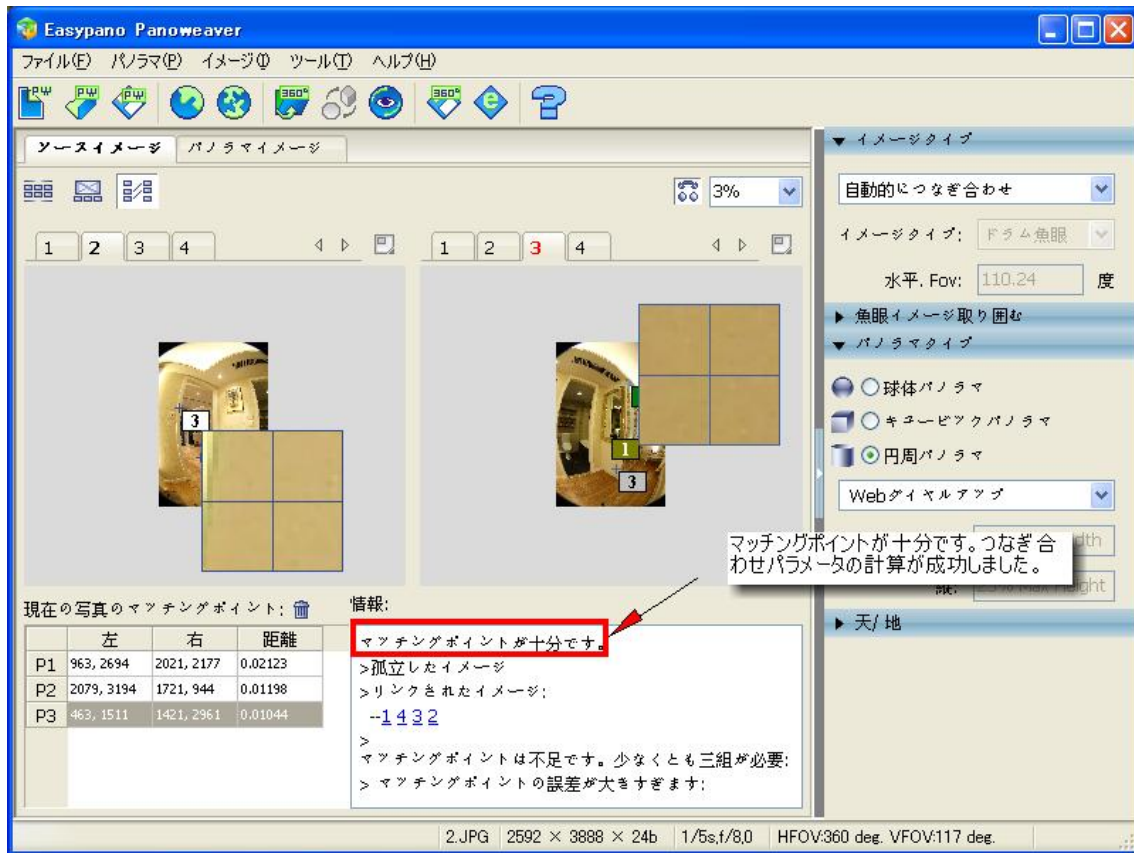 Easypano Panoweaver
ファイル(F) パノラマ(P) イメージ(I) ツール(T) ヘルプ(H)
ソースイメージ パノラマイメージ
3%
1 2 3 4
1 2 3 4
3
1
3
現在の写真のマッチングポイント:
左 右 距離
P1 963, 2694 2021, 2177 0.02123
P2 2079, 3194 1721, 944 0.01198
P3 463, 1511 1421, 2961 0.01044
情報:
マッチングポイントが十分です。
>孤立したイメージ
>リンクされたイメージ:
--1 4 3 2
>
マッチングポイントは不足です。少なくとも三組が必要:
> マッチングポイントの誤差が大きすぎます:
マッチングポイントが十分です。つなぎ合
わせパラメータの計算が成功しました。
▼ イメージタイプ
自動的につなぎ合わせ
イメージタイプ: ドラム魚眼
水平. Fov: 110.24 度
▶ 魚眼イメージ取り囲む
▼ パノラマタイプ
球体パノラマ
キュービックパノラマ
円周パノラマ
Webダイヤルアップ
▶ 天/地
2.JPG 2592 × 3888 × 24b 1/5s,f/8,0 HFOV:360 deg. VFOV:117 deg.